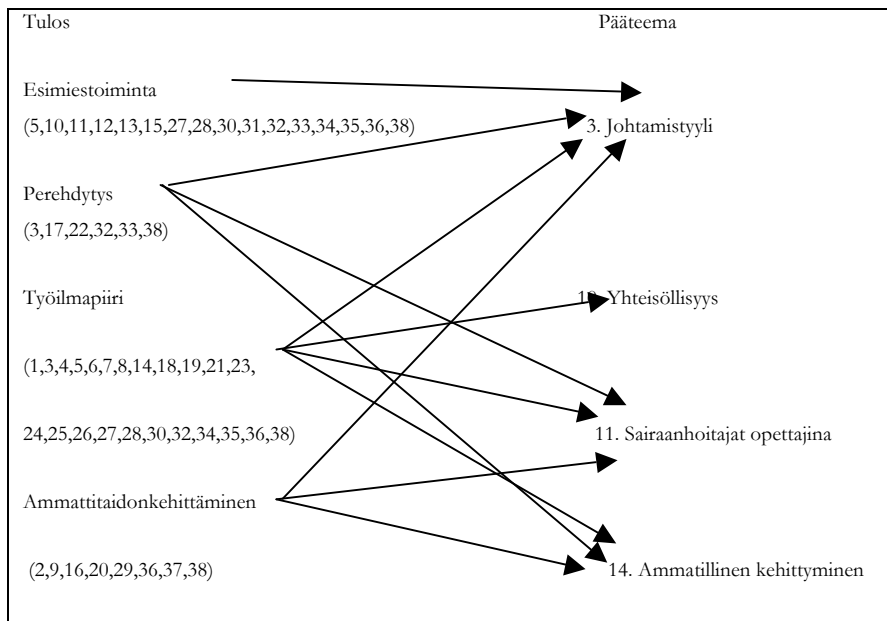 Tulos Pääteema
Esimiestoiminta
(5,10,11,12,13,15,27,28,30,31,32,33,34,35,36,38) 3. Johtamistyyli
Perehdytys
(3,17,22,32,33,38)
Työilmapiiri Yhteisöllisyys
(1,3,4,5,6,7,8,14,18,19,21,23,
24,25,26,27,28,30,32,34,35,36,38) 11. Sairaanhoitajat opettajina
Ammattitaidonkehittäminen
(2,9,16,20,29,36,37,38) 14. Ammatillinen kehittyminen